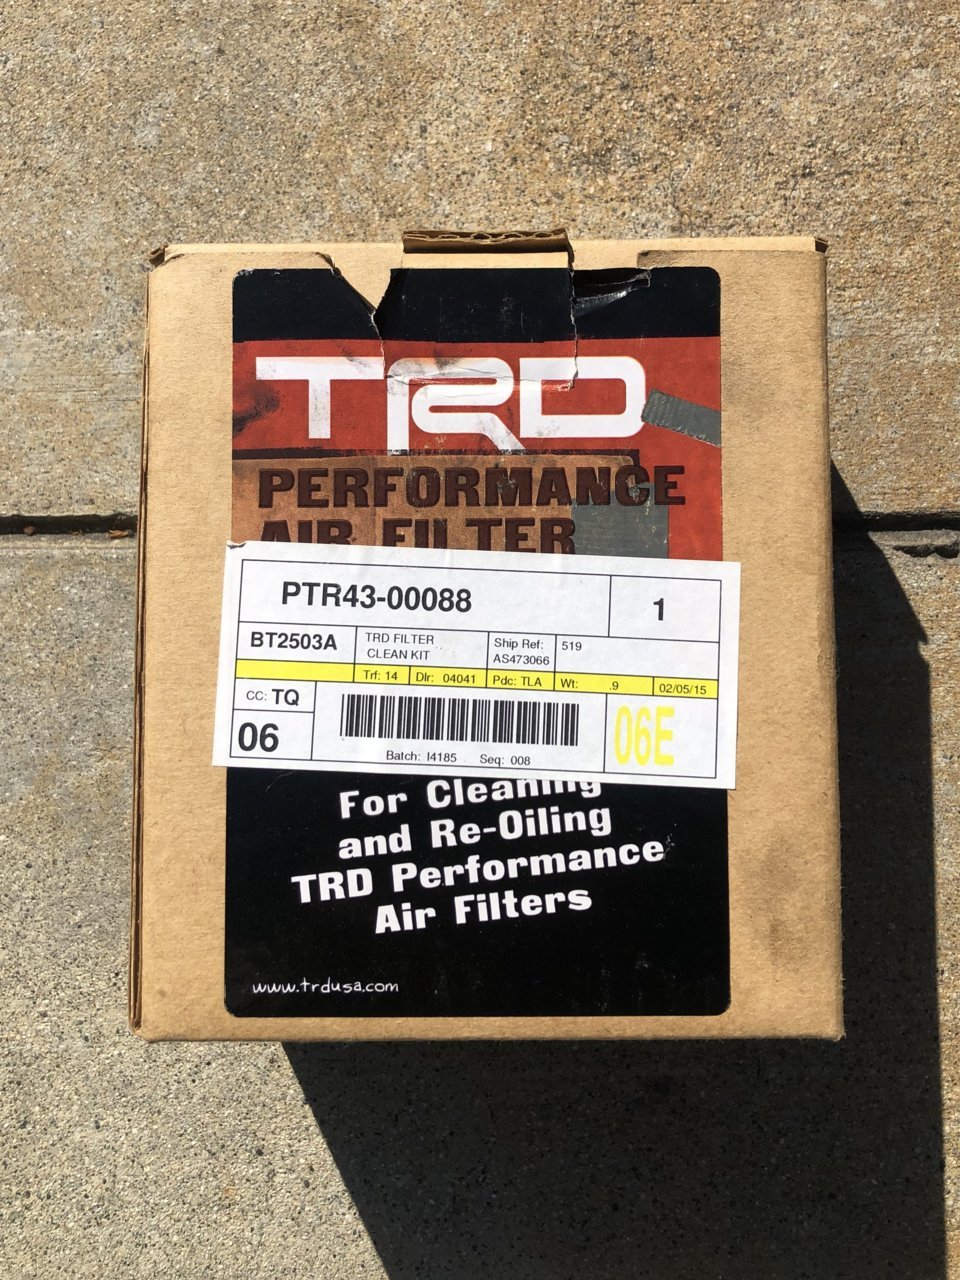 TRD
PERFORMANCE
AIR FILTER
PTR43-00088
1
BT2503A
TRD FILTER
CLEAN KIT
Ship Ref:
AS473066
519
Trf: 14
Dlr: 04041
Pdc: TLA
Wt: .9
02/05/15
CC: TQ
06
06E
Batch: I4185 Seq: 008
For Cleaning
and Re-Oiling
TRD Performance
Air Filters
www.trdusa.com